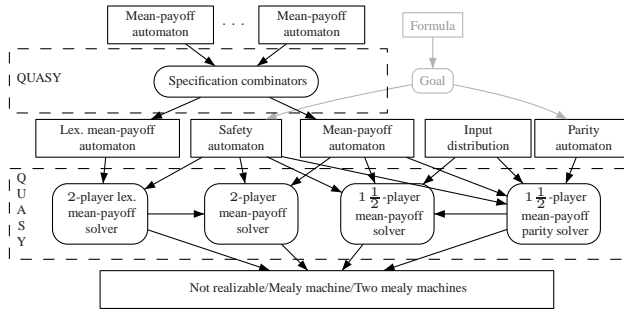 Mean-payoff
automaton
. . .
Mean-payoff
automaton
Formula
QUASY
Specification combinators
Goal
Lex. mean-payoff
automaton
Safety
automaton
Mean-payoff
automaton
Input
distribution
Parity
automaton
Q
U
A
S
Y
2-player lex.
mean-payoff
solver
2-player
mean-payoff
solver
1 1/2-player
mean-payoff
solver
1 1/2-player
mean-payoff
parity solver
Not realizable/Mealy machine/Two mealy machines